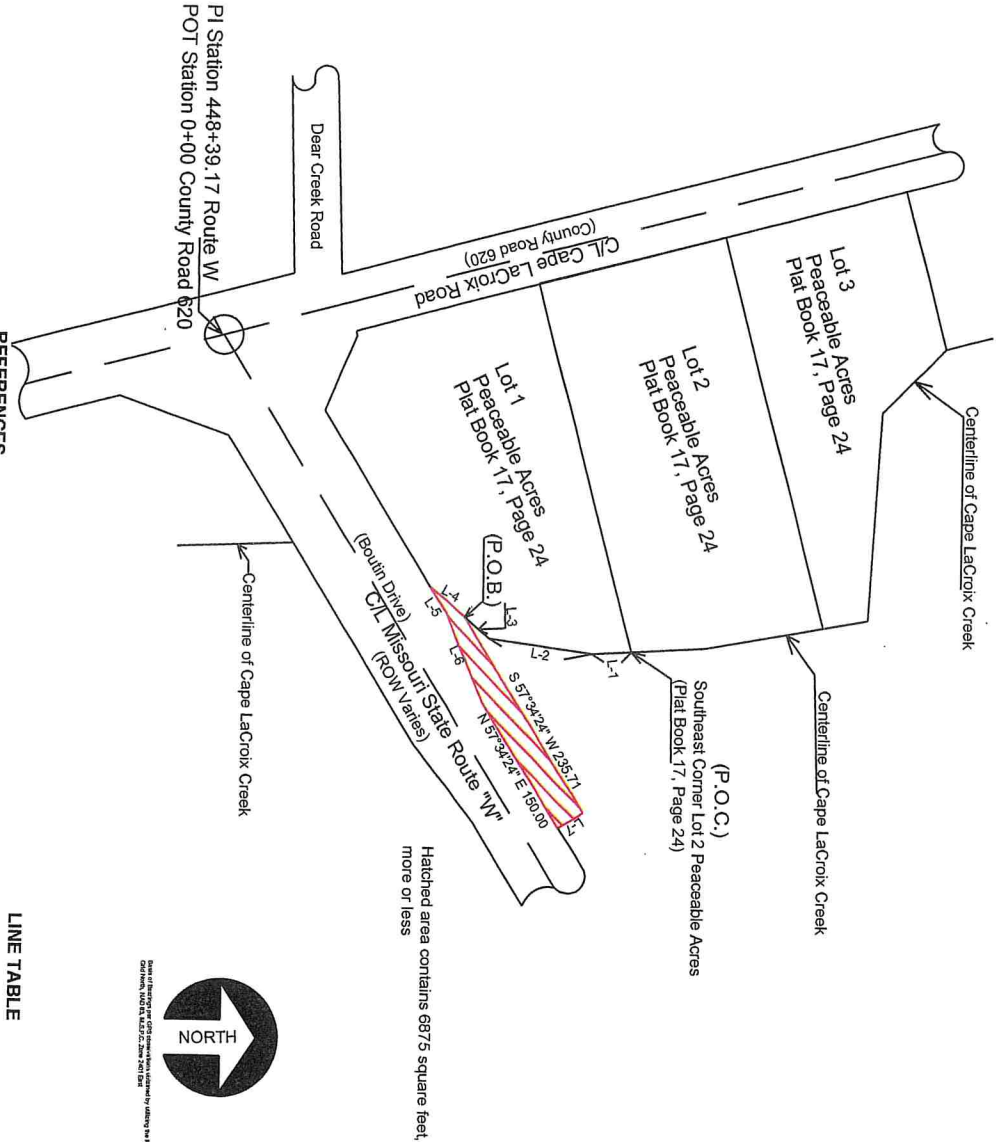 PI Station 448+39.17 Route W
POT Station 0+00 County Road 620
Dear Creek Road
C/L Cape LaCroix Road
(County Road 620)
Lot 3
Peaceable Acres
Plat Book 17, Page 24
Lot 2
Peaceable Acres
Plat Book 17, Page 24
Lot 1
Peaceable Acres
Plat Book 17, Page 24
Centerline of Cape LaCroix Creek
Centerline of Cape LaCroix Creek
(P.O.C.)
Southeast Corner Lot 2 Peaceable Acres
(Plat Book 17, Page 24)
(P.O.B.)
L-1
L-2
L-3
L-4
L-5
L-6
S 57°34'24" W 235.71
N 57°34'24" E 150.00
(Boutin Drive)
C/L Missouri State Route "W"
(ROW Varies)
Centerline of Cape LaCroix Creek
Hatched area contains 6875 square feet,
more or less
NORTH
REFERENCES
LINE TABLE